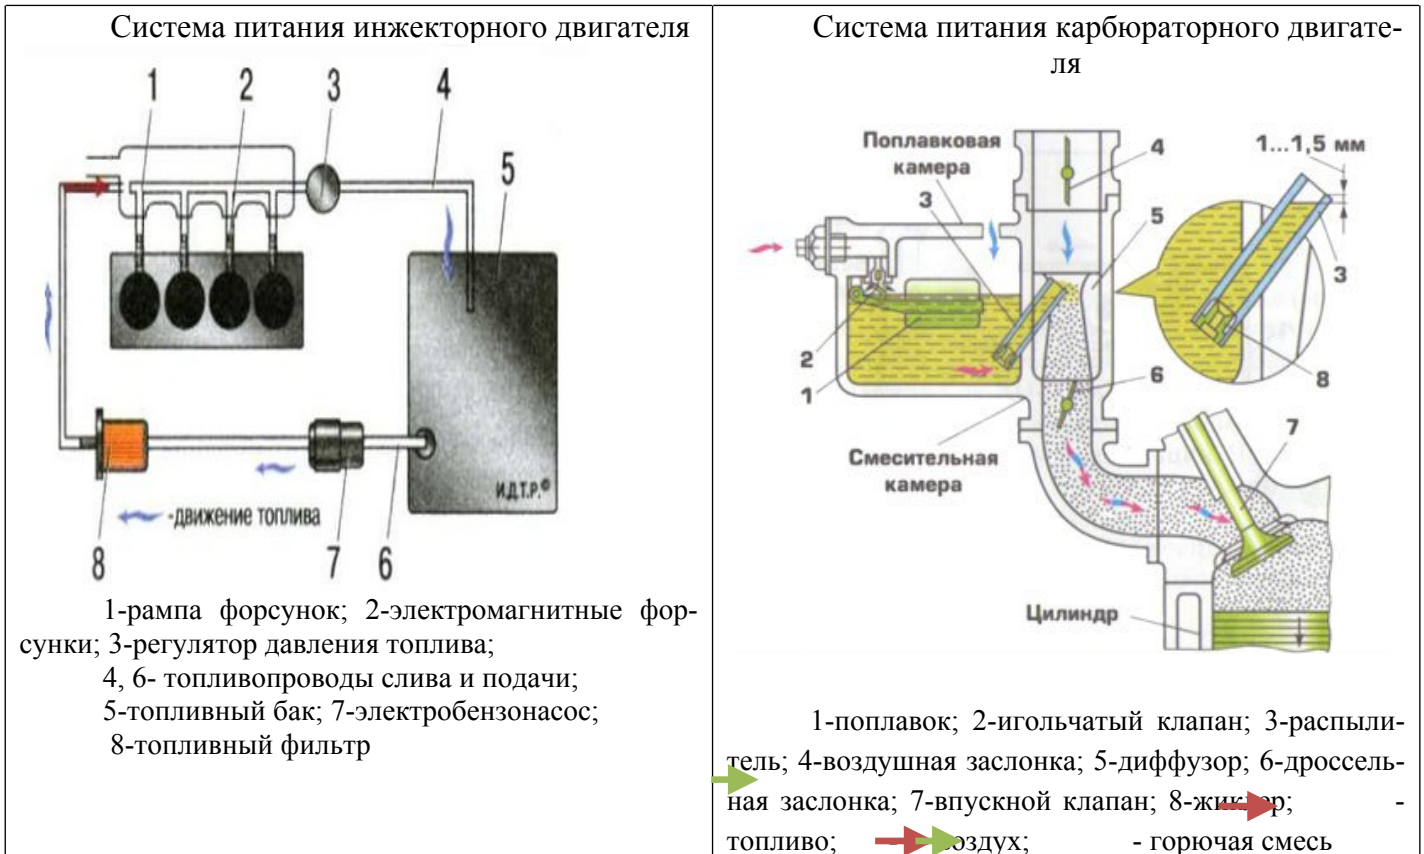 Система питания инжекторного двигателя
1
2
3
4
5
И.Д.Т.Р.©
-движение топлива
8
7
6
1-рампа форсунок; 2-электромагнитные фор-
сунки; 3-регулятор давления топлива;
4, 6- топливопроводы слива и подачи;
5-топливный бак; 7-электробензонасос;
8-топливный фильтр
Система питания карбюраторного двигате-
ля
Поплавковая
камера
4
1...1,5 мм
3
5
3
2
1
6
8
Смесительная
камера
7
Цилиндр
1-поплавок; 2-игольчатый клапан; 3-распыли-
тель; 4-воздушная заслонка; 5-диффузор; 6-дроссель-
ная заслонка; 7-впускной клапан; 8-жиклер; -
топливо; воздух; - горючая смесь